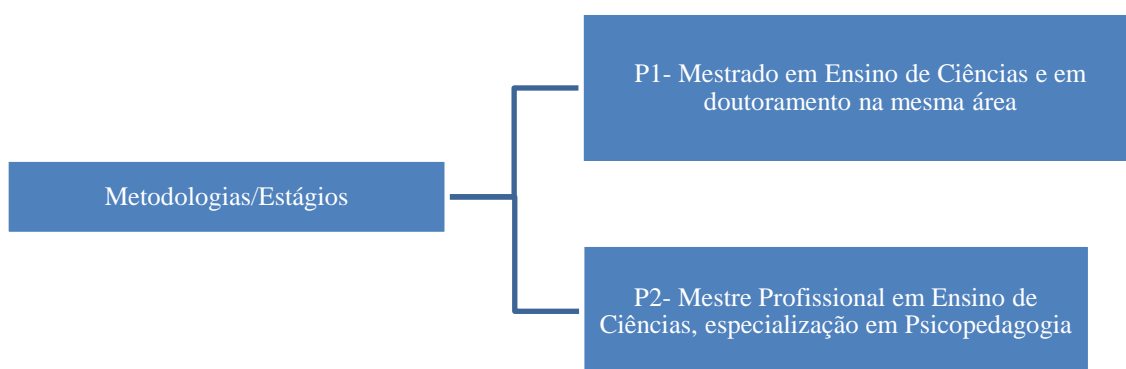 P1- Mestrado em Ensino de Ciências e em
doutoramento na mesma área
Metodologias/Estágios
P2- Mestre Profissional em Ensino de
Ciências, especialização em Psicopedagogia